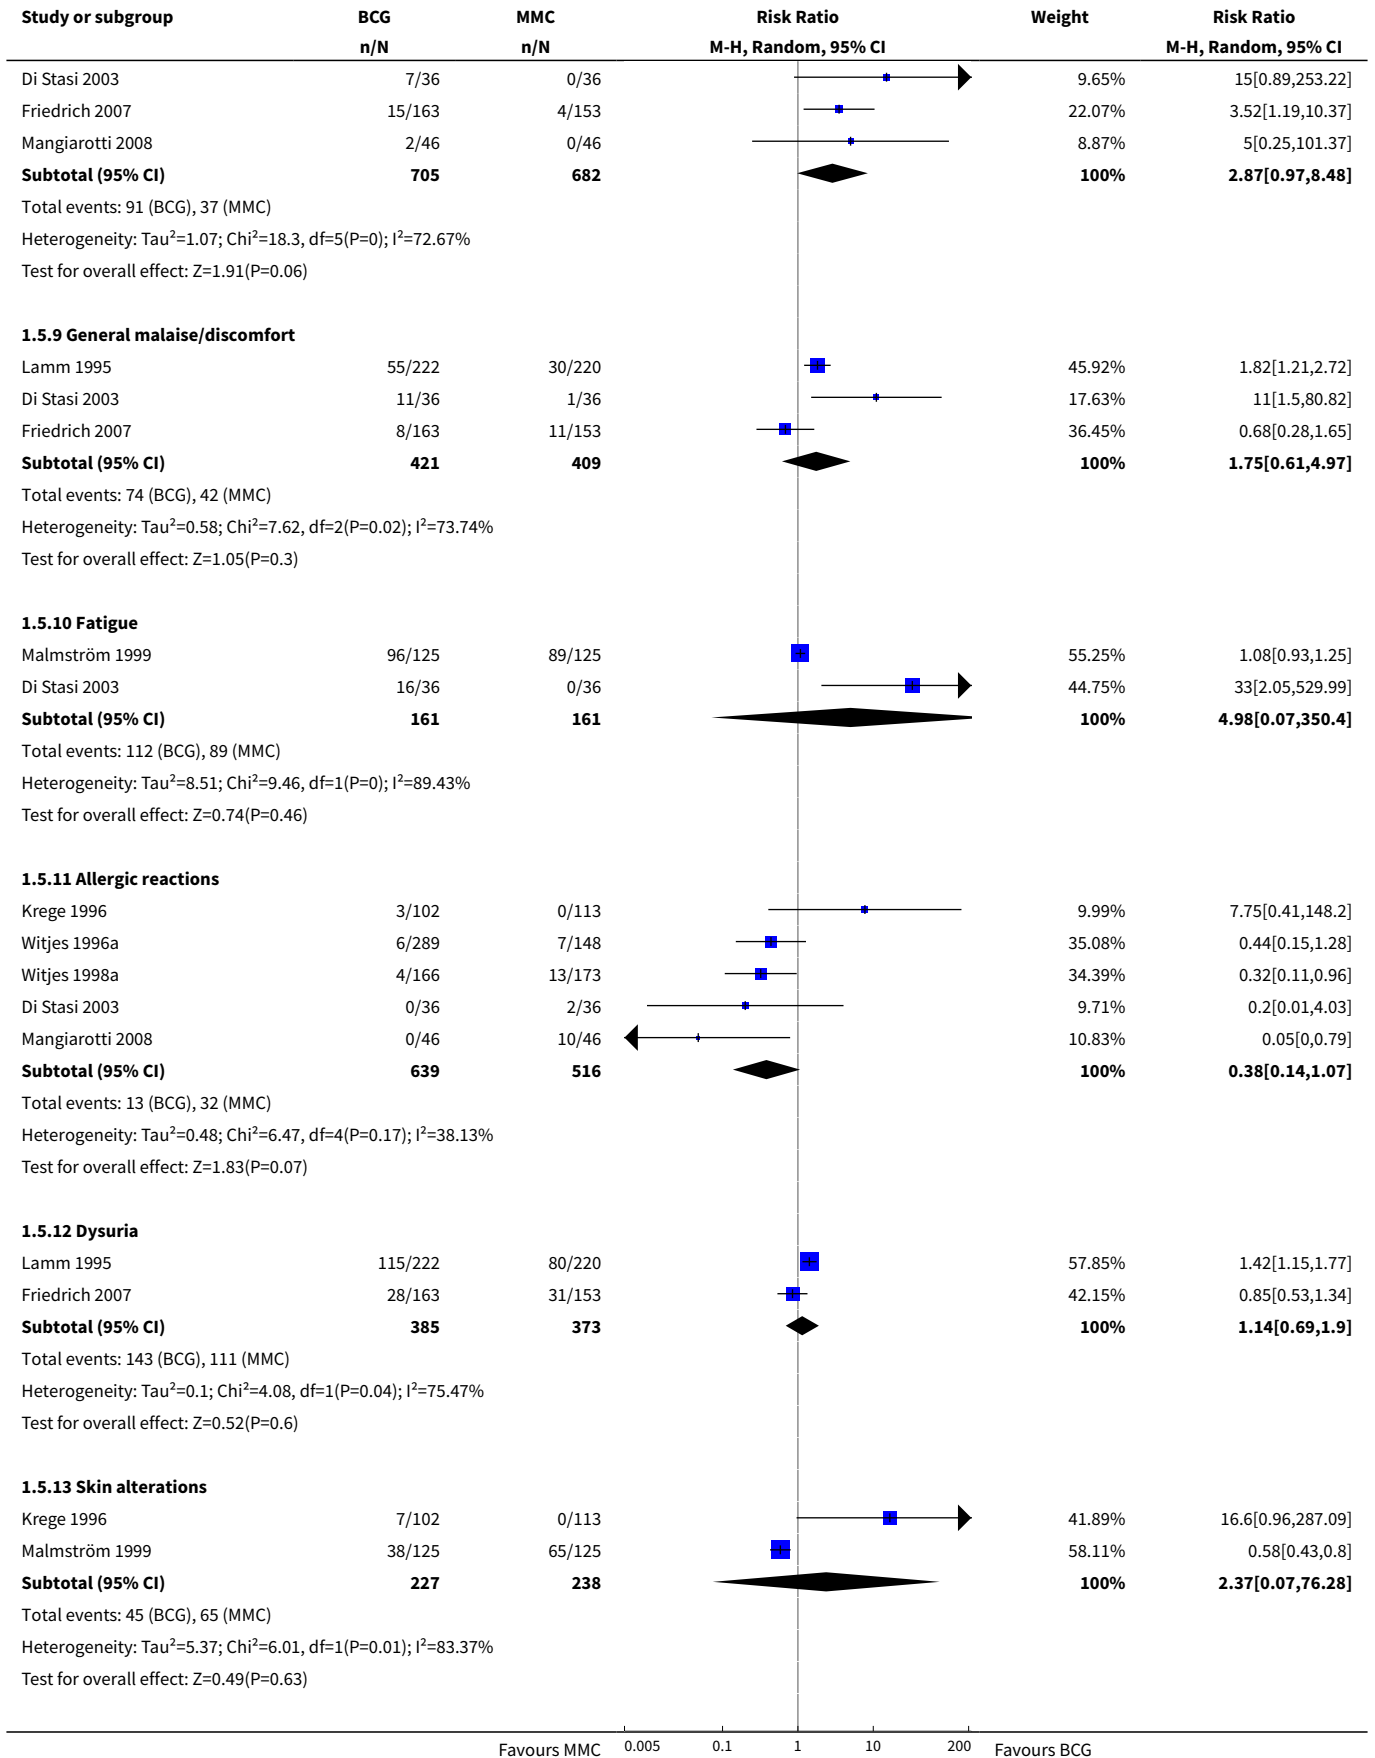 Study or subgroup BCG MMC Risk Ratio Weight Risk Ratio
n/N n/N M-H, Random, 95% CI M-H, Random, 95% CI
Di Stasi 2003 7/36 0/36 9.65% 15[0.89,253.22]
Friedrich 2007 15/163 4/153 22.07% 3.52[1.19,10.37]
Mangiarotti 2008 2/46 0/46 8.87% 5[0.25,101.37]
Subtotal (95% CI) 705 682 100% 2.87[0.97,8.48]
Total events: 91 (BCG), 37 (MMC)
Heterogeneity: Tau²=1.07; Chi²=18.3, df=5(P=0); I²=72.67%
Test for overall effect: Z=1.91(P=0.06)
1.5.9 General malaise/discomfort
Lamm 1995 55/222 30/220 45.92% 1.82[1.21,2.72]
Di Stasi 2003 11/36 1/36 17.63% 11[1.5,80.82]
Friedrich 2007 8/163 11/153 36.45% 0.68[0.28,1.65]
Subtotal (95% CI) 421 409 100% 1.75[0.61,4.97]
Total events: 74 (BCG), 42 (MMC)
Heterogeneity: Tau²=0.58; Chi²=7.62, df=2(P=0.02); I²=73.74%
Test for overall effect: Z=1.05(P=0.3)
1.5.10 Fatigue
Malmström 1999 96/125 89/125 55.25% 1.08[0.93,1.25]
Di Stasi 2003 16/36 0/36 44.75% 33[2.05,529.99]
Subtotal (95% CI) 161 161 100% 4.98[0.07,350.4]
Total events: 112 (BCG), 89 (MMC)
Heterogeneity: Tau²=8.51; Chi²=9.46, df=1(P=0); I²=89.43%
Test for overall effect: Z=0.74(P=0.46)
1.5.11 Allergic reactions
Krege 1996 3/102 0/113 9.99% 7.75[0.41,148.2]
Witjes 1996a 6/289 7/148 35.08% 0.44[0.15,1.28]
Witjes 1998a 4/166 13/173 34.39% 0.32[0.11,0.96]
Di Stasi 2003 0/36 2/36 9.71% 0.2[0.01,4.03]
Mangiarotti 2008 0/46 10/46 10.83% 0.05[0,0.79]
Subtotal (95% CI) 639 516 100% 0.38[0.14,1.07]
Total events: 13 (BCG), 32 (MMC)
Heterogeneity: Tau²=0.48; Chi²=6.47, df=4(P=0.17); I²=38.13%
Test for overall effect: Z=1.83(P=0.07)
1.5.12 Dysuria
Lamm 1995 115/222 80/220 57.85% 1.42[1.15,1.77]
Friedrich 2007 28/163 31/153 42.15% 0.85[0.53,1.34]
Subtotal (95% CI) 385 373 100% 1.14[0.69,1.9]
Total events: 143 (BCG), 111 (MMC)
Heterogeneity: Tau²=0.1; Chi²=4.08, df=1(P=0.04); I²=75.47%
Test for overall effect: Z=0.52(P=0.6)
1.5.13 Skin alterations
Krege 1996 7/102 0/113 41.89% 16.6[0.96,287.09]
Malmström 1999 38/125 65/125 58.11% 0.58[0.43,0.8]
Subtotal (95% CI) 227 238 100% 2.37[0.07,76.28]
Total events: 45 (BCG), 65 (MMC)
Heterogeneity: Tau²=5.37; Chi²=6.01, df=1(P=0.01); I²=83.37%
Test for overall effect: Z=0.49(P=0.63)
Favours MMC 0.005 0.1 1 10 200 Favours BCG